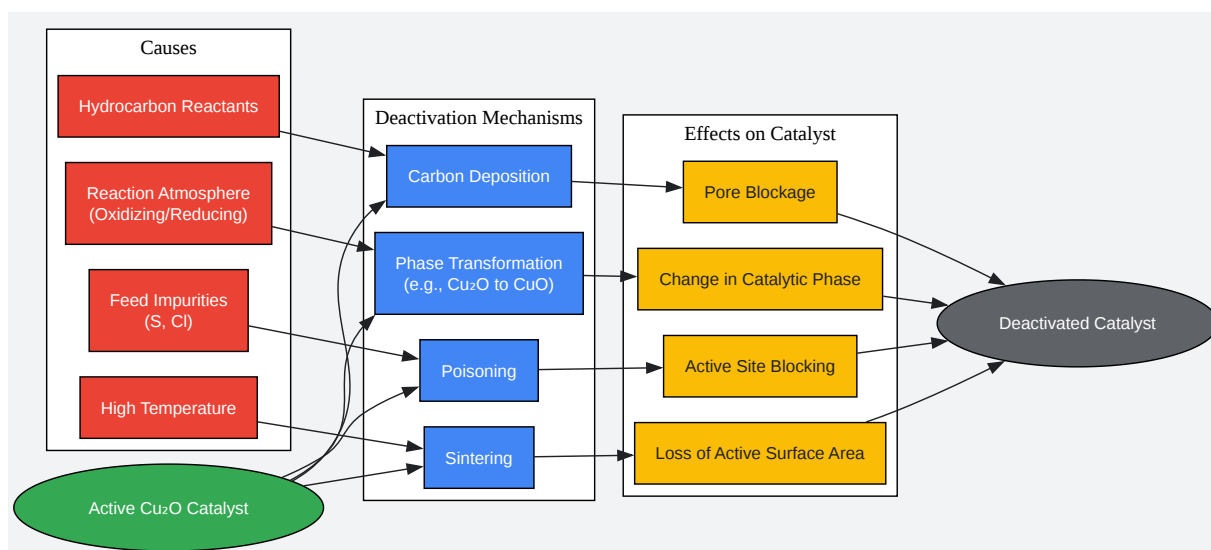 Causes
Hydrocarbon Reactants
Reaction Atmosphere
(Oxidizing/Reducing)
Feed Impurities
(S, Cl)
High Temperature
Active Cu₂O Catalyst
Deactivation Mechanisms
Carbon Deposition
Phase Transformation
(e.g., Cu₂O to CuO)
Poisoning
Sintering
Effects on Catalyst
Pore Blockage
Change in Catalytic Phase
Active Site Blocking
Loss of Active Surface Area
Deactivated Catalyst